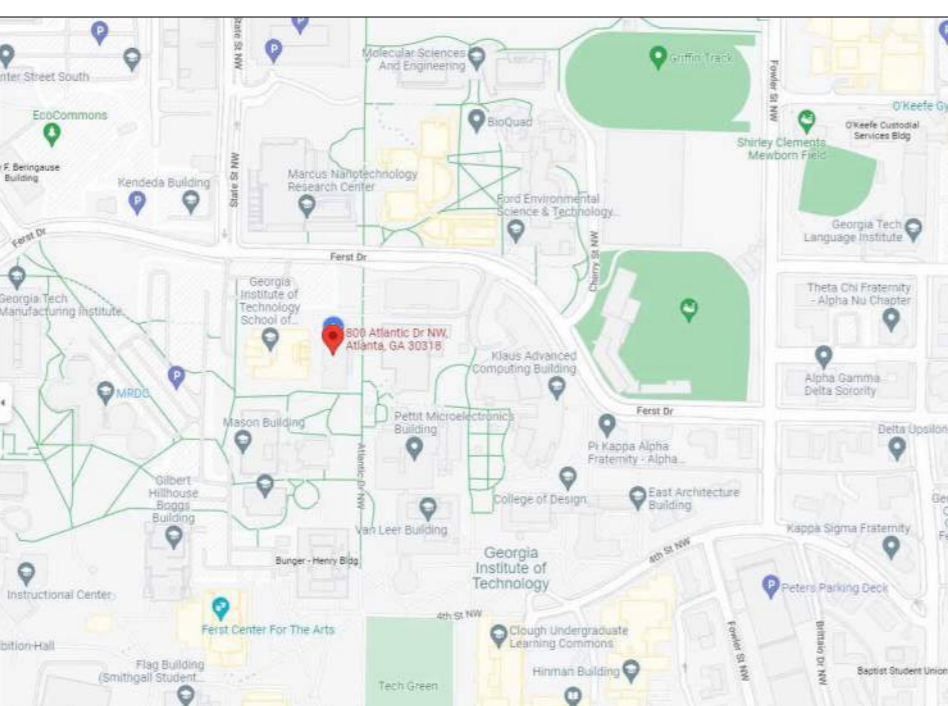 State St NW
P
P
P
Molecular Sciences
And Engineering
Griffin Track
nter Street South
Fowler St NW
EcoCommons
O'Keefe Gy
BioQuad
O'Keefe Custodial
Services Bldg
Shirley Clements
Mewborn Field
F. Beringause
Building
Kendeda Building
P
State St NW
Marcus Nanotechnology
Research Center
Ford Environmental
Science & Technology...
Georgia Tech
Language Institute
Ferst Dr
Ferst Dr
Cherry St NW
Georgia Tech
Manufacturing Institute
Georgia
Institute of
Technology
School of...
Theta Chi Fraternity
- Alpha Nu Chapter
800 Atlantic Dr NW,
Atlanta, GA 30318
Klaus Advanced
Computing Building
P
MRDC
Alpha Gamma
Delta Sorority
Ferst Dr
Mason Building
Pettit Microelectronics
Building
Pi Kappa Alpha
Fraternity - Alpha...
Delta Upsilon
Atlantic Dr NW
Gilbert
Hillhouse
Boggs
Building
College of Design
East Architecture
Building
Ge
Van Leer Building
Kappa Sigma Fraternity
4th St NW
Bunger - Henry Bldg
Georgia
Institute of
Technology
Instructional Center
P
Peters Parking Deck
4th St NW
Ferst Center For The Arts
Clough Undergraduate
Learning Commons
Fowler St NW
Brittain Dr NW
bition-Hall
Flag Building
(Smithgall Student...
Hinman Building
Baptist Student Union
Tech Green